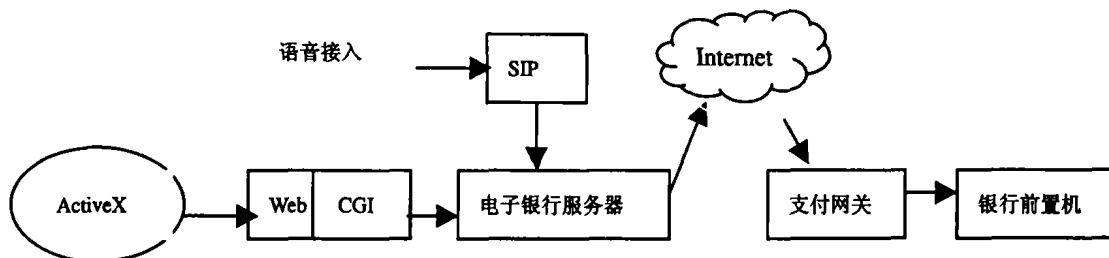 语音接入
SIP
Internet
ActiveX
Web
CGI
电子银行服务器
支付网关
银行前置机